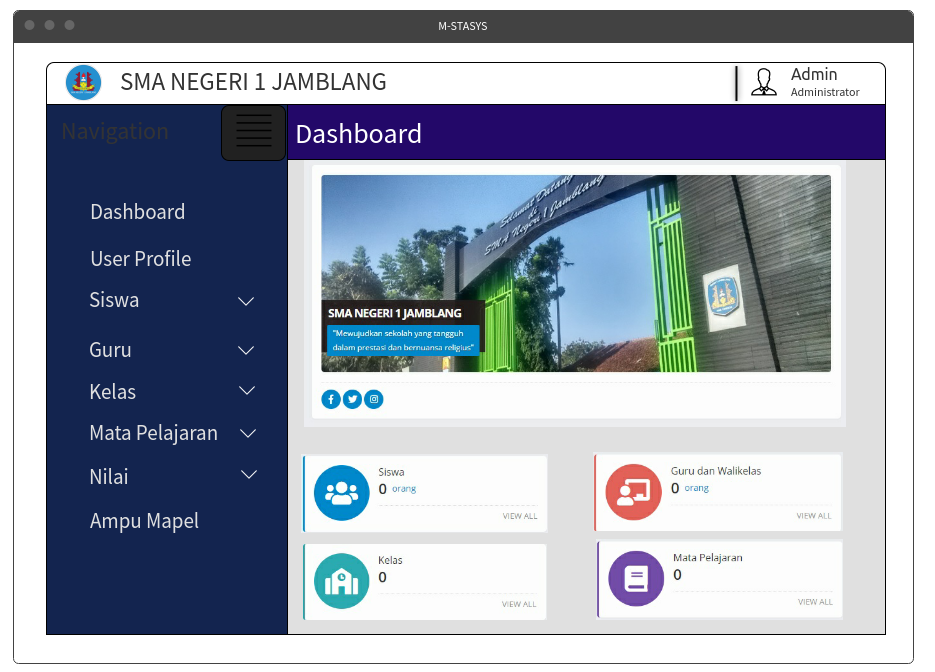 M-STASYS
SMA NEGERI 1 JAMBLANG
Admin
Administrator
Navigation
Dashboard
Dashboard
User Profile
Siswa
Guru
Kelas
Mata Pelajaran
Nilai
Ampu Mapel
Selamat Datang
di
SMA Negeri 1 Jamblang
SMA NEGERI 1 JAMBLANG
"Mewujudkan sekolah yang tangguh
dalam prestasi dan bernuansa religius"
Siswa
0 orang
VIEW ALL
Guru dan Walikelas
0 orang
VIEW ALL
Kelas
0
VIEW ALL
Mata Pelajaran
0
VIEW ALL